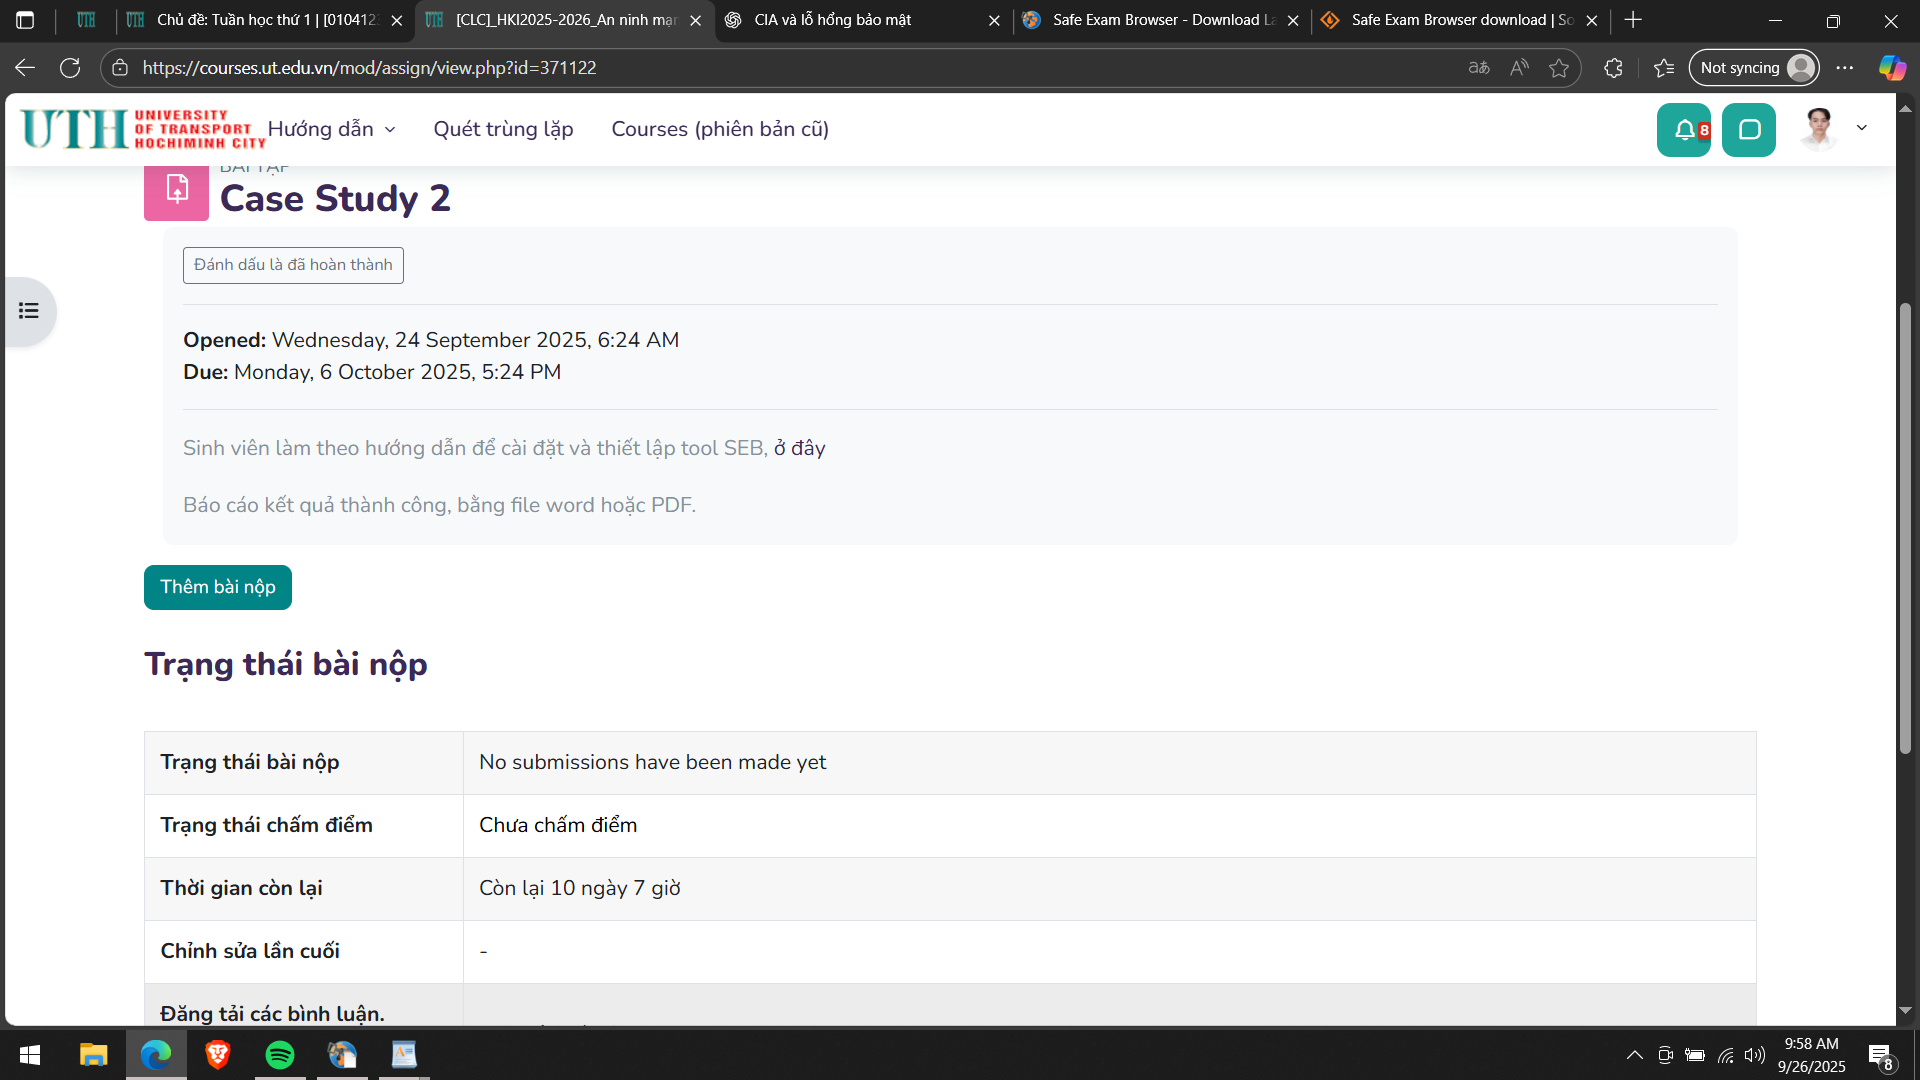 Chủ đề: Tuần học thứ 1 | [010412
[CLC]_HKI2025-2026_An ninh mạn
CIA và lỗ hổng bảo mật
Safe Exam Browser - Download La
Safe Exam Browser download | So
https://courses.ut.edu.vn/mod/assign/view.php?id=371122
Not syncing
UTH UNIVERSITY OF TRANSPORT HOCHIMINH CITY
Hướng dẫn
Quét trùng lặp
Courses (phiên bản cũ)
8
BÀI TẬP
Case Study 2
Đánh dấu là đã hoàn thành
Opened: Wednesday, 24 September 2025, 6:24 AM
Due: Monday, 6 October 2025, 5:24 PM
Sinh viên làm theo hướng dẫn để cài đặt và thiết lập tool SEB, ở đây
Báo cáo kết quả thành công, bằng file word hoặc PDF.
Thêm bài nộp
Trạng thái bài nộp
Trạng thái bài nộp No submissions have been made yet
Trạng thái chấm điểm Chưa chấm điểm
Thời gian còn lại Còn lại 10 ngày 7 giờ
Chỉnh sửa lần cuối -
Đăng tải các bình luận.
9:58 AM
9/26/2025
8